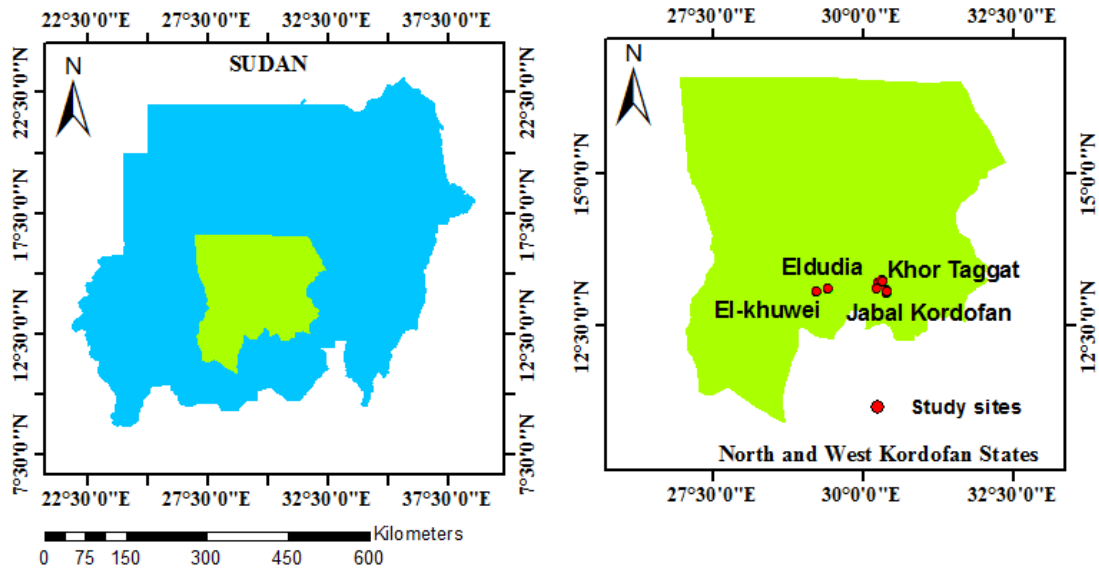 22°30'0"E 27°30'0"E 32°30'0"E 37°30'0"E
SUDAN
N
22°30'0"N 17°30'0"N 12°30'0"N 7°30'0"N
22°30'0"N 17°30'0"N 12°30'0"N 7°30'0"N
22°30'0"E 27°30'0"E 32°30'0"E 37°30'0"E
Kilometers
0 75 150 300 450 600
27°30'0"E 30°0'0"E 32°30'0"E
N
15°0'0"N 12°30'0"N
15°0'0"N 12°30'0"N
Eldudia Khor Taggat
El-khuwei Jabal Kordofan
Study sites
North and West Kordofan States
27°30'0"E 30°0'0"E 32°30'0"E